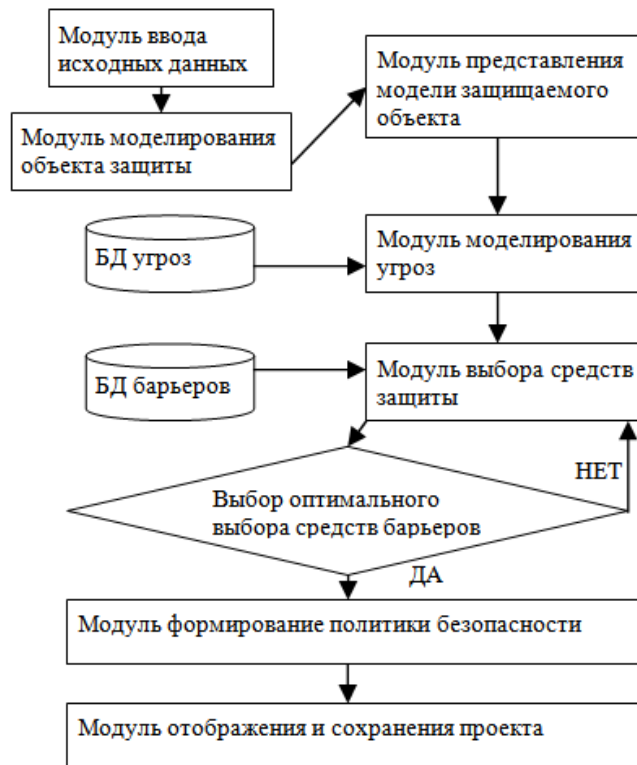 Модуль ввода
исходных данных
Модуль представления
модели защищаемого
объекта
Модуль моделирования
объекта защиты
БД угроз
Модуль моделирования
угроз
БД барьеров
Модуль выбора средств
защиты
НЕТ
Выбор оптимального
выбора средств барьеров
ДА
Модуль формирование политики безопасности
Модуль отображения и сохранения проекта